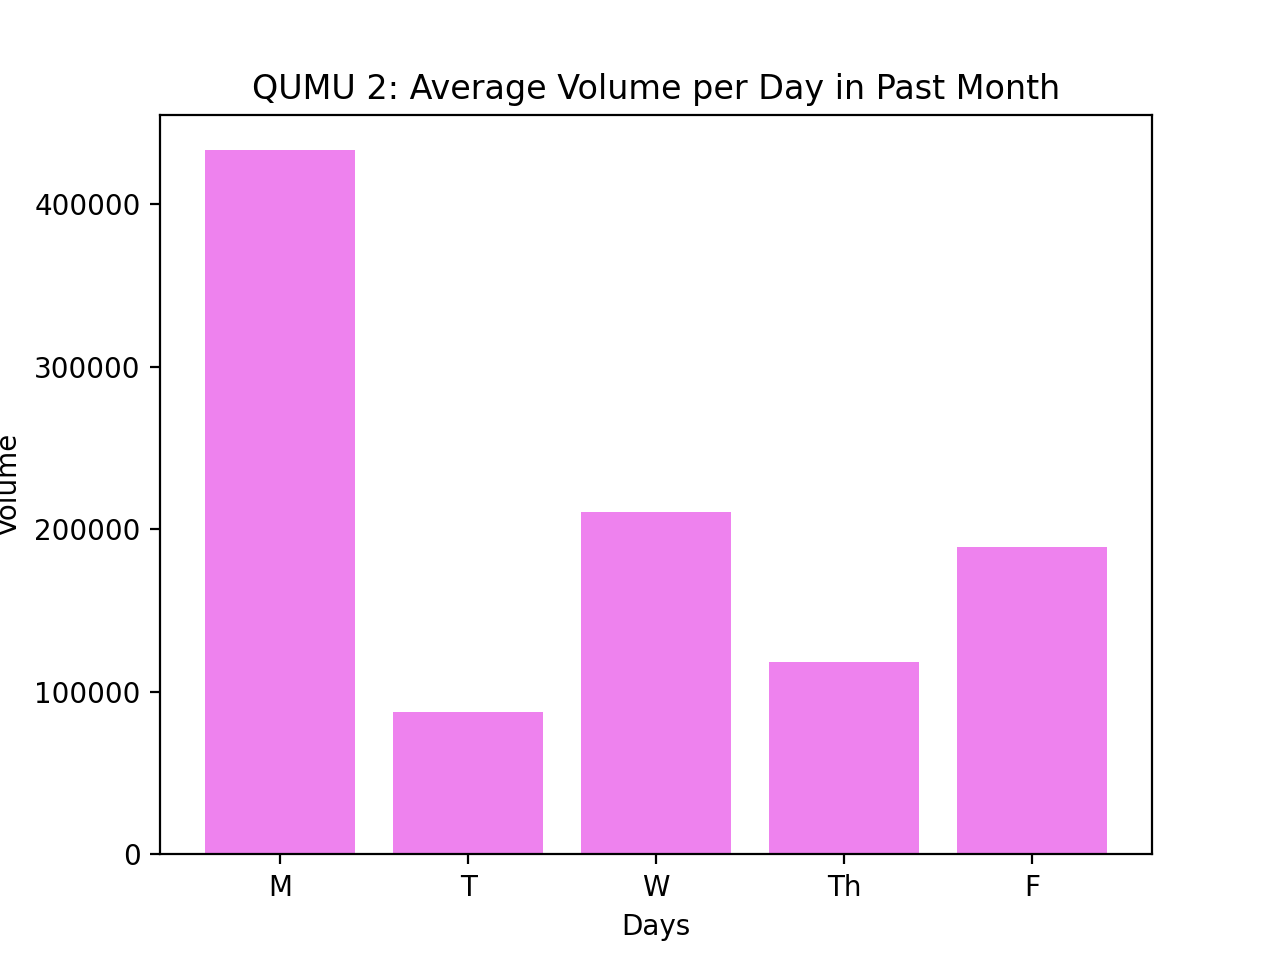 QUMU 2: Average Volume per Day in Past Month
Volume
400000
300000
200000
100000
0
M T W Th F
Days